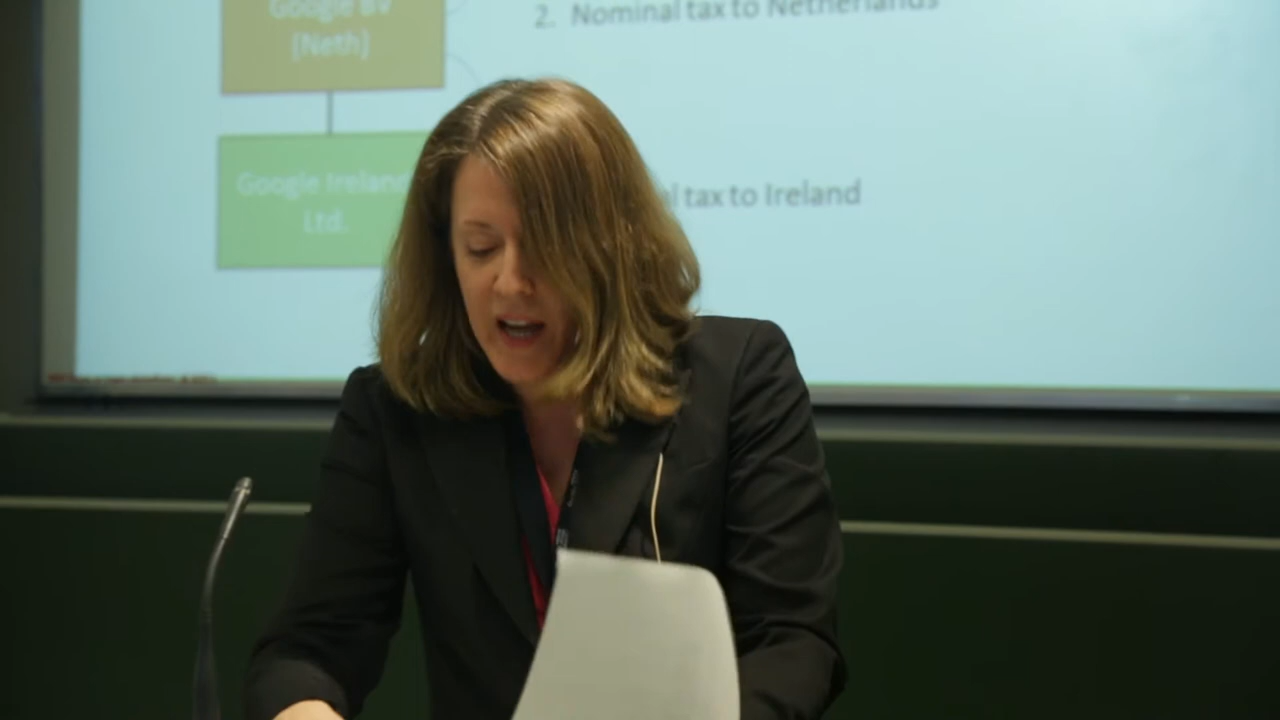 Google BV
(Neth)
2. Nominal tax to Netherlands
Google Ireland
Ltd.
l tax to Ireland